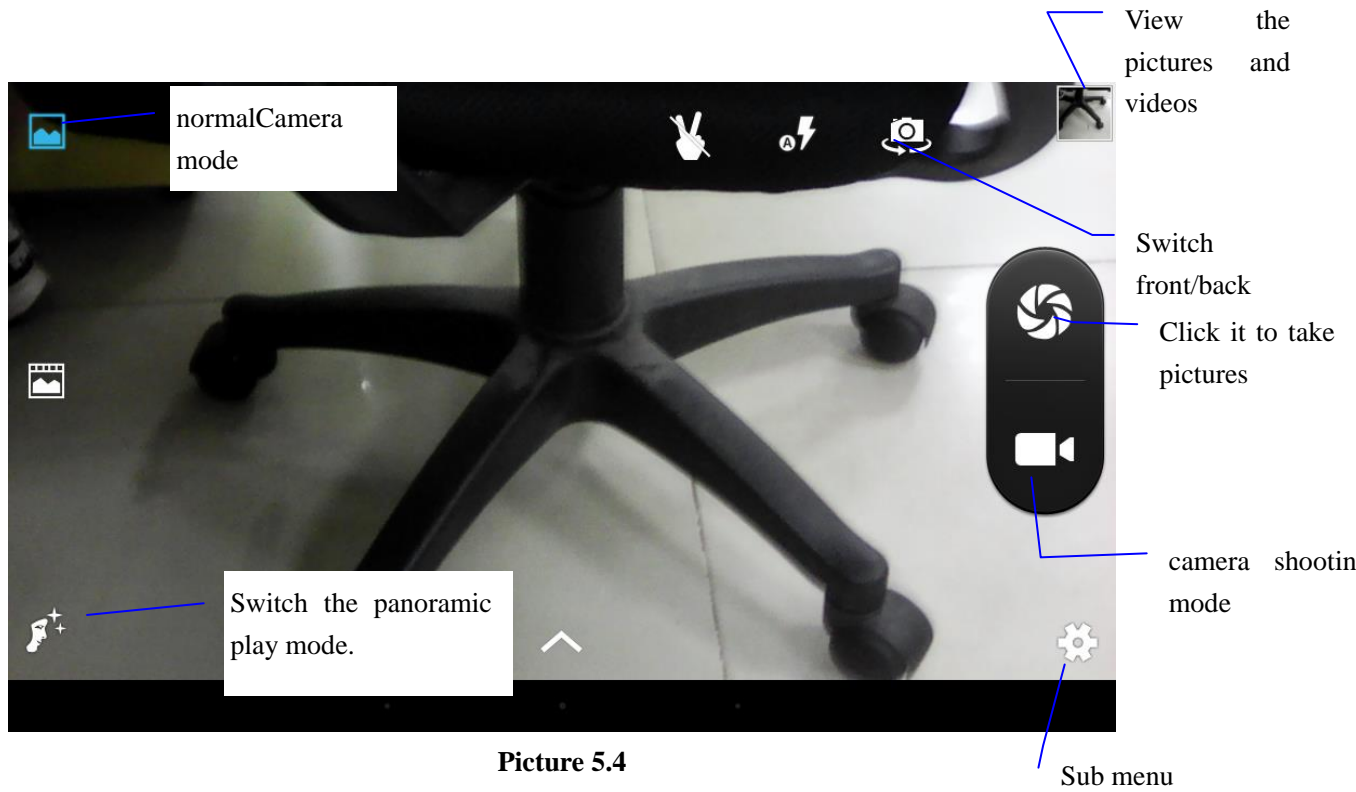 View the
pictures and
videos
normalCamera
mode
A
Switch
front/back
Click it to take
pictures
camera shootin
mode
Switch the panoramic
play mode.
Picture 5.4
Sub menu